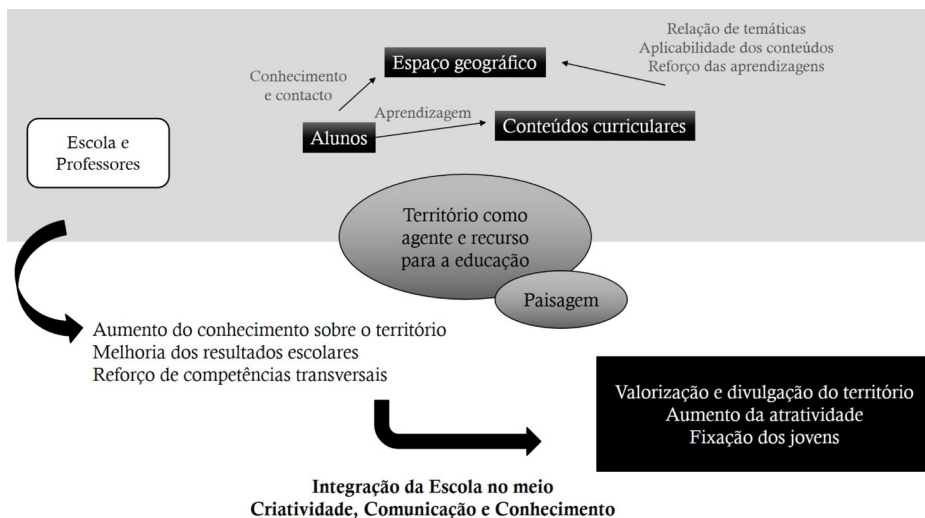 Relação de temáticas
Aplicabilidade dos conteúdos
Reforço das aprendizagens
Espaço geográfico
Conhecimento
e contacto
Aprendizagem
Alunos
Conteúdos curriculares
Escola e
Professores
Território como
agente e recurso
para a educação
Paisagem
Aumento do conhecimento sobre o território
Melhoria dos resultados escolares
Reforço de competências transversais
Valorização e divulgação do território
Aumento da atratividade
Fixação dos jovens
Integração da Escola no meio
Criatividade, Comunicação e Conhecimento